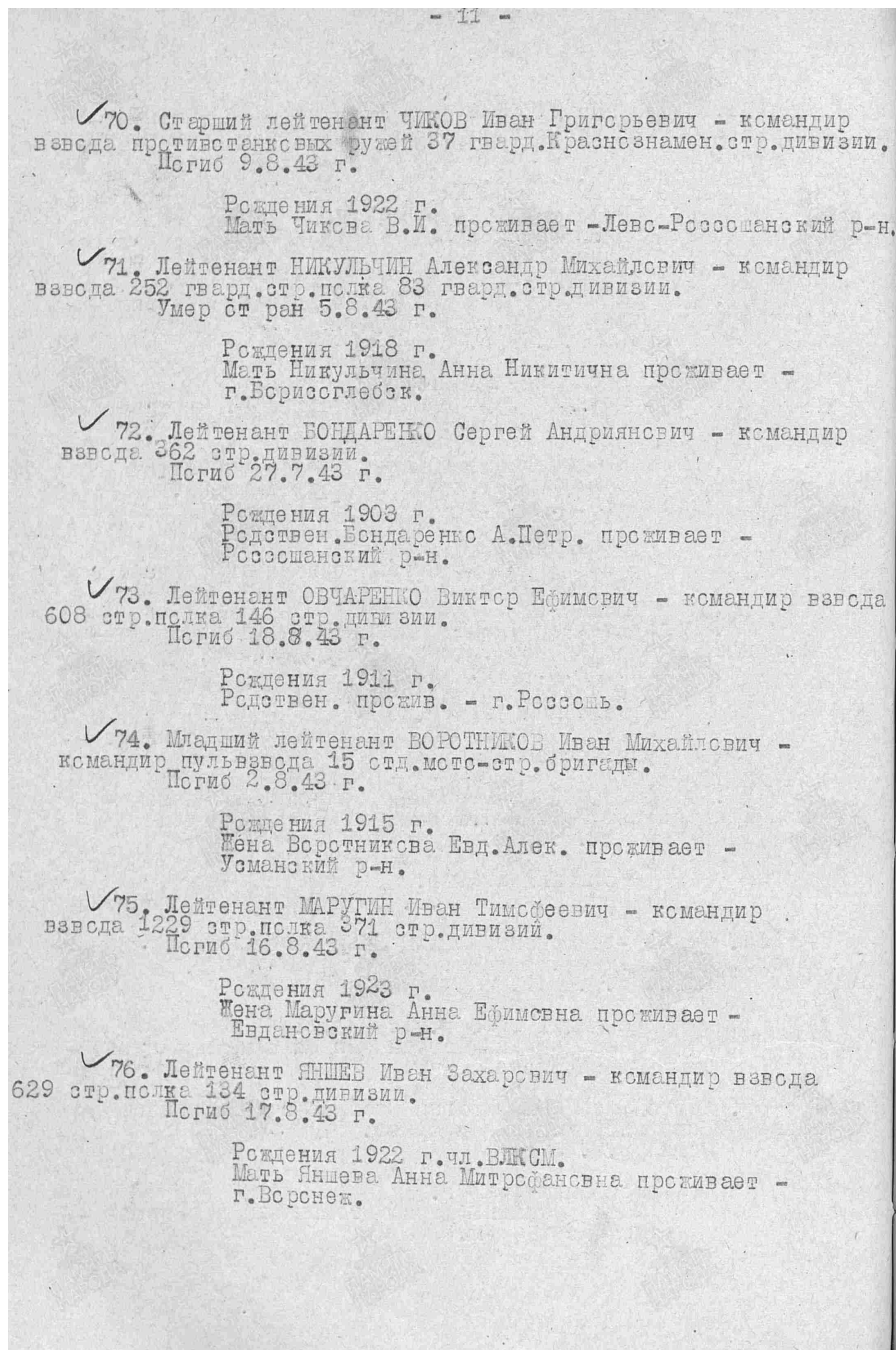 - 11 -
70. Старший лейтенант ЧИКОВ Иван Григорьевич - командир
взвода противотанковых ружей 37 гвард.Краснознамен.стр.дивизии.
Погиб 9.8.43 г.
Рождения 1922 г.
Мать Чикова В.И. проживает -Лево-Россошанский р-н.
71. Лейтенант НИКУЛЬЧИН Александр Михайлович - командир
взвода 252 гвард.стр.полка 83 гвард.стр.дивизии.
Умер от ран 5.8.43 г.
Рождения 1918 г.
Мать Никульчина Анна Никитична проживает -
г.Борисоглебск.
72. Лейтенант БОНДАРЕНКО Сергей Андриянович - командир
взвода 362 стр.дивизии.
Погиб 27.7.43 г.
Рождения 1903 г.
Родствен.Бондаренко А.Петр. проживает -
Россошанский р-н.
73. Лейтенант ОВЧАРЕНКО Виктор Ефимович - командир взвода
608 стр.полка 146 стр.дивизии.
Погиб 18.8.43 г.
Рождения 1911 г.
Родствен. прожив. - г.Россошь.
74. Младший лейтенант ВОРОТНИКОВ Иван Михайлович -
командир пульвзвода 15 отд.мото-стр.бригады.
Погиб 2.8.43 г.
Рождения 1915 г.
Жена Воротникова Евд.Алек. проживает -
Усманский р-н.
75. Лейтенант МАРУГИН Иван Тимофеевич - командир
взвода 1229 стр.полка 371 стр.дивизий.
Погиб 16.8.43 г.
Рождения 1923 г.
Жена Маругина Анна Ефимовна проживает -
Евдановский р-н.
76. Лейтенант ЯНШЕВ Иван Захарович - командир взвода
629 стр.полка 134 стр.дивизии.
Погиб 17.8.43 г.
Рождения 1922 г.чл.ВЛКСМ.
Мать Яншева Анна Митрофановна проживает -
г.Воронеж.